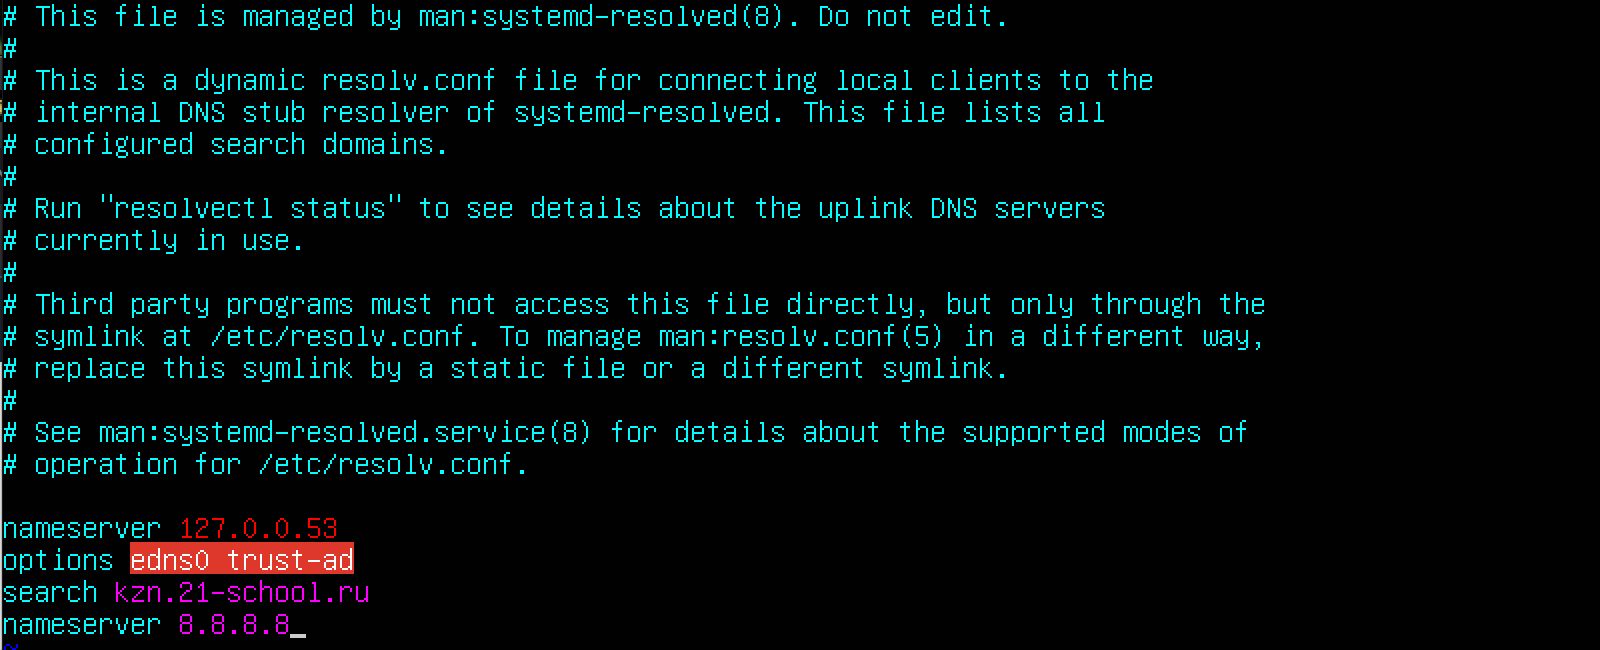 # This file is managed by man:systemd-resolved(8). Do not edit.
#
# This is a dynamic resolv.conf file for connecting local clients to the
# internal DNS stub resolver of systemd-resolved. This file lists all
# configured search domains.
#
# Run "resolvectl status" to see details about the uplink DNS servers
# currently in use.
#
# Third party programs must not access this file directly, but only through the
# symlink at /etc/resolv.conf. To manage man:resolv.conf(5) in a different way,
# replace this symlink by a static file or a different symlink.
#
# See man:systemd-resolved.service(8) for details about the supported modes of
# operation for /etc/resolv.conf.

nameserver 127.0.0.53
options edns0 trust-ad
search kzn.21-school.ru
nameserver 8.8.8.8_
~